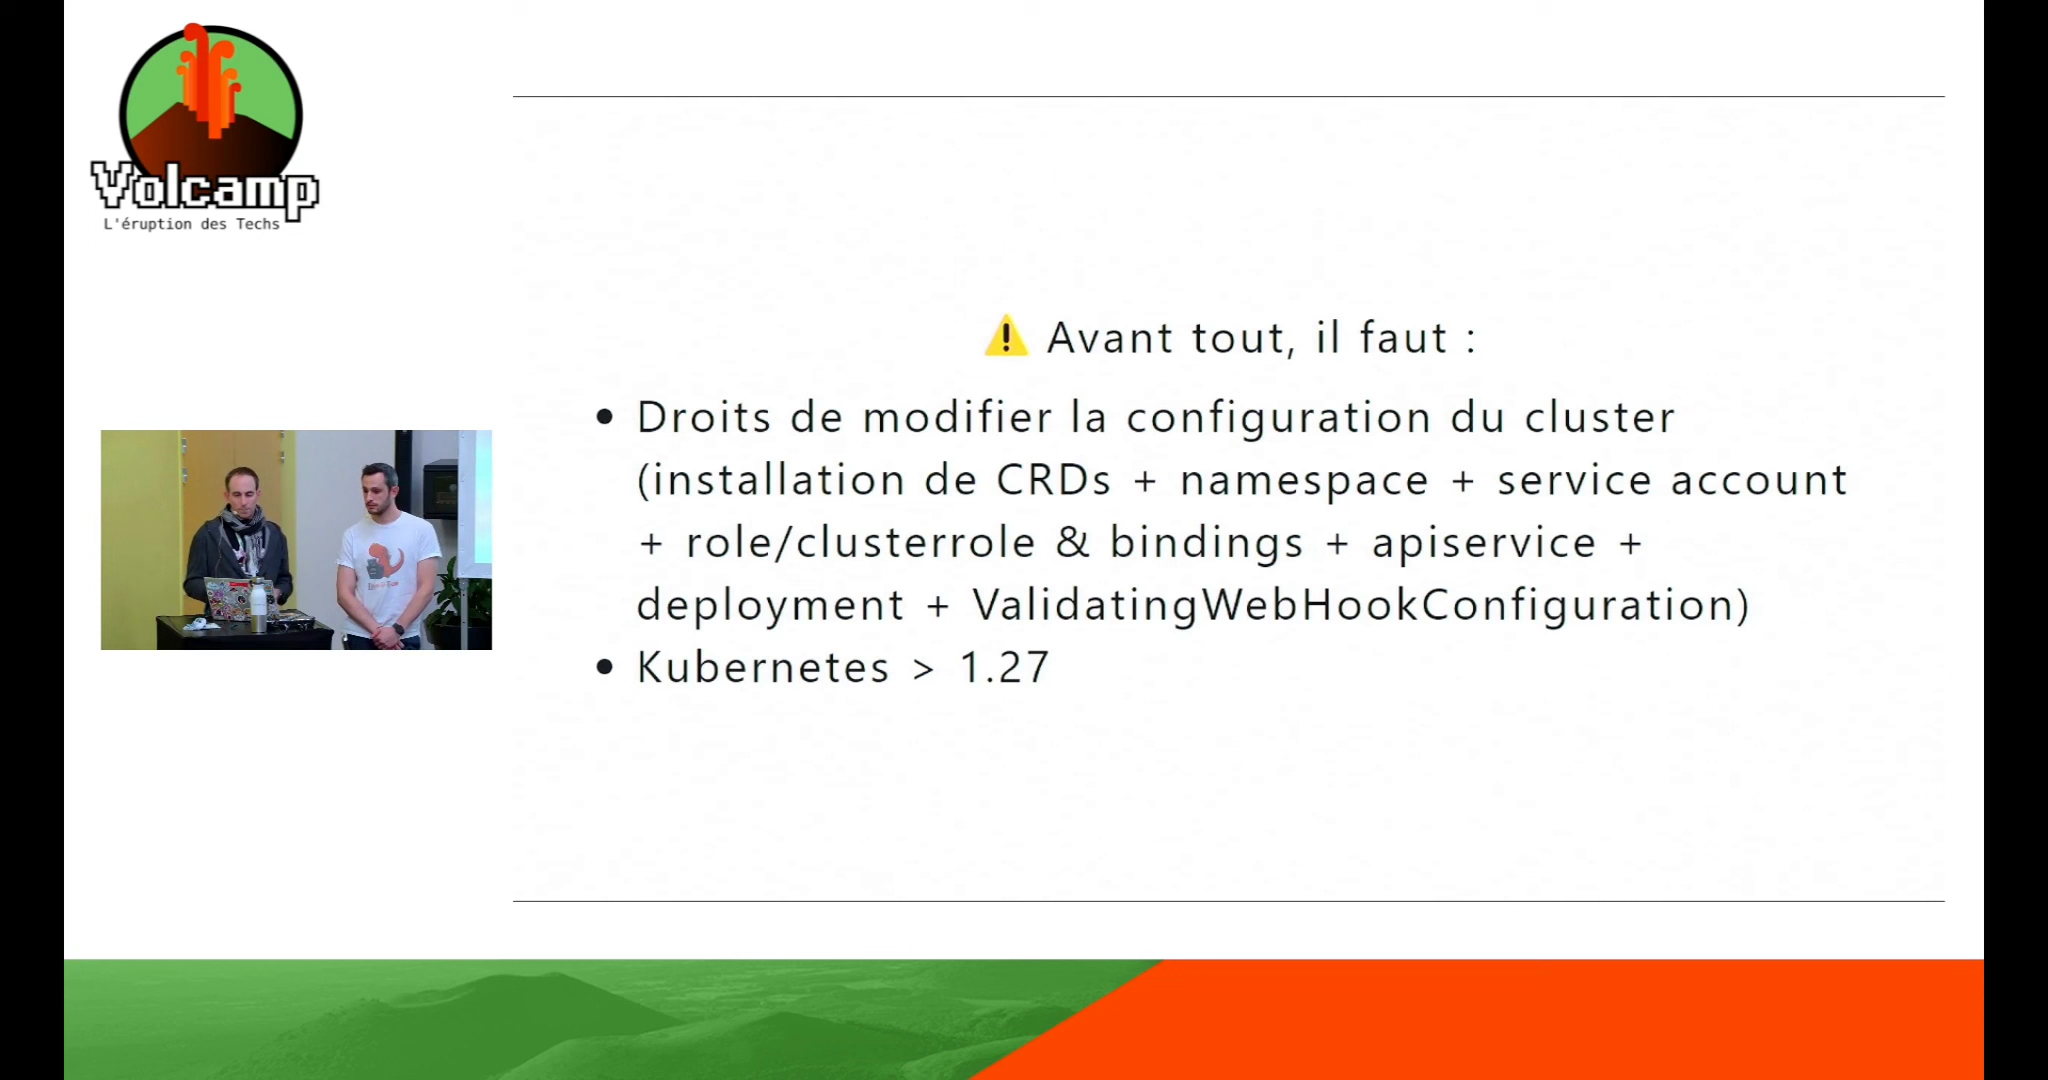 Volcamp
L'éruption des Techs
⚠️ Avant tout, il faut :
• Droits de modifier la configuration du cluster
(installation de CRDs + namespace + service account
+ role/clusterrole & bindings + apiservice +
deployment + ValidatingWebHookConfiguration)
• Kubernetes > 1.27